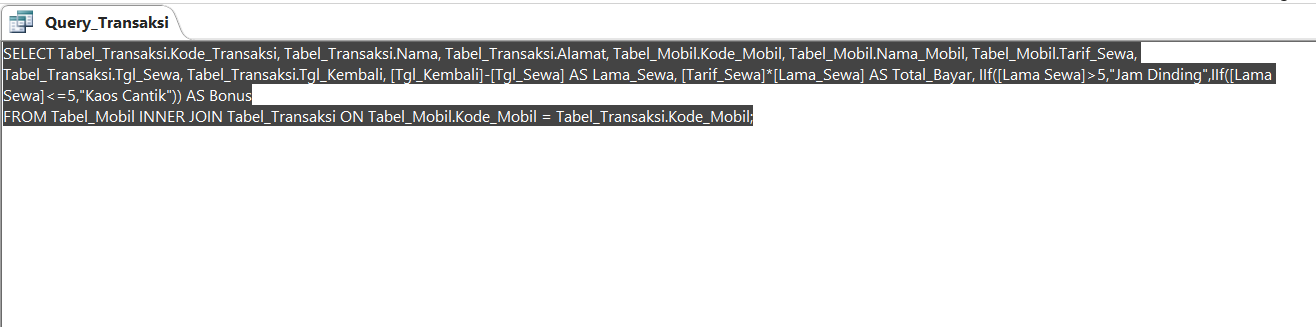 Query_Transaksi
SELECT Tabel_Transaksi.Kode_Transaksi, Tabel_Transaksi.Nama, Tabel_Transaksi.Alamat, Tabel_Mobil.Kode_Mobil, Tabel_Mobil.Nama_Mobil, Tabel_Mobil.Tarif_Sewa,
Tabel_Transaksi.Tgl_Sewa, Tabel_Transaksi.Tgl_Kembali, [Tgl_Kembali]-[Tgl_Sewa] AS Lama_Sewa, [Tarif_Sewa]*[Lama_Sewa] AS Total_Bayar, IIf([Lama Sewa]>5,"Jam Dinding",IIf([Lama
Sewa]<=5,"Kaos Cantik")) AS Bonus
FROM Tabel_Mobil INNER JOIN Tabel_Transaksi ON Tabel_Mobil.Kode_Mobil = Tabel_Transaksi.Kode_Mobil;